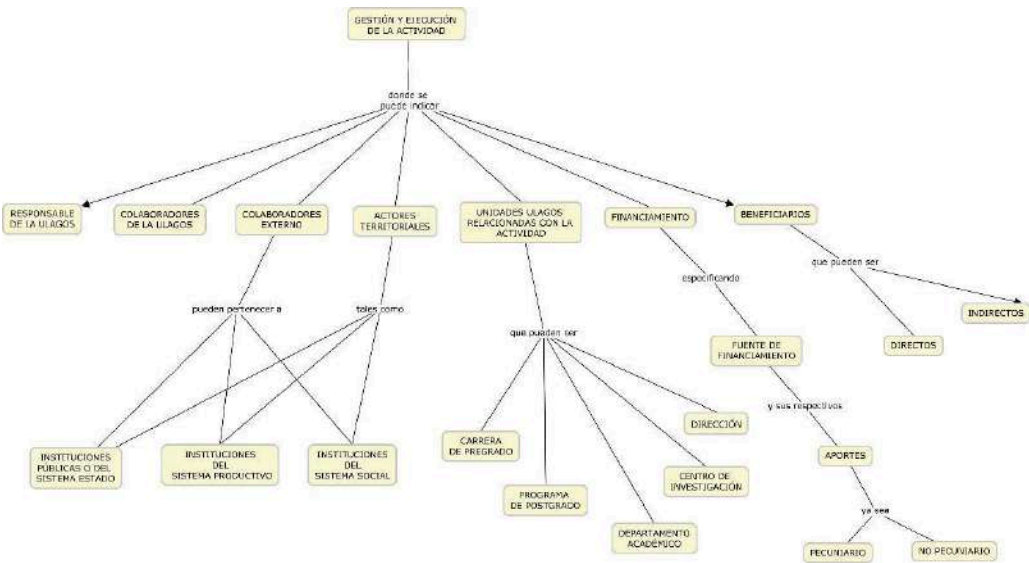 GESTIÓN Y EJECUCIÓN
DE LA ACTIVIDAD
donde se
puede indicar
RESPONSABLE
DE LA ULAGOS
COLABORADORES
DE LA ULAGOS
COLABORADORES
EXTERNO
ACTORES
TERRITORIALES
UNIDADES ULAGOS
RELACIONADAS CON LA
ACTIVIDAD
FINANCIAMIENTO
BENEFICIARIOS
pueden pertenecer a
tales como
que pueden ser
especificando
que pueden ser
INDIRECTOS
DIRECTOS
FUENTE DE
FINANCIAMIENTO
y sus respectivos
INSTITUCIONES
PÚBLICAS O DEL
SISTEMA ESTADO
INSTITUCIONES
DEL
SISTEMA PRODUCTIVO
INSTITUCIONES
DEL
SISTEMA SOCIAL
CARRERA
DE PREGRADO
PROGRAMA
DE POSTGRADO
DEPARTAMENTO
ACADÉMICO
CENTRO DE
INVESTIGACIÓN
DIRECCIÓN
APORTES
ya sea
PECUNIARIO
NO PECUNIARIO